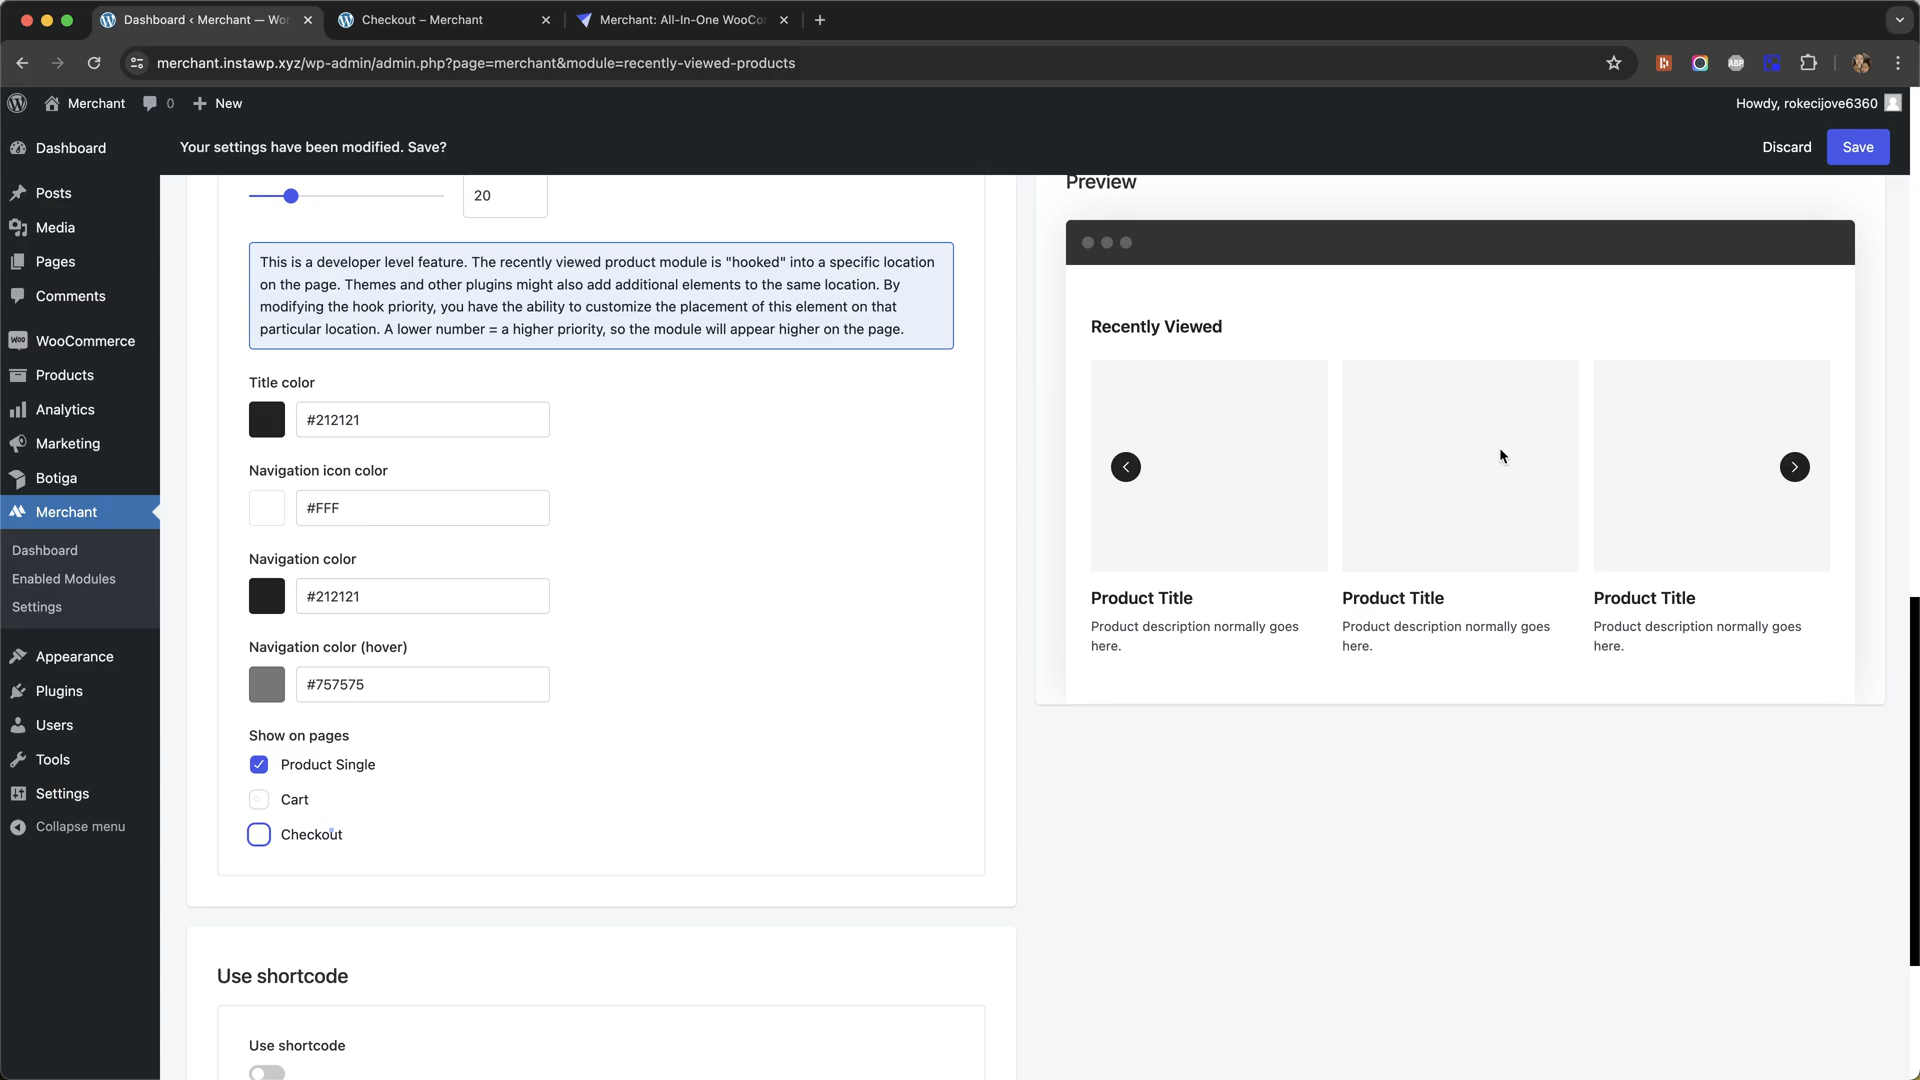 Dashboard ‹ Merchant — Wor
Checkout – Merchant
Merchant: All-In-One WooCo
merchant.instawp.xyz/wp-admin/admin.php?page=merchant&module=recently-viewed-products
ABP
Merchant
0
New
Howdy, rokecijove6360
Your settings have been modified. Save?
Discard
Save
Dashboard
Posts
Media
Pages
Comments
WooCommerce
Products
Analytics
Marketing
Botiga
Merchant
Dashboard
Enabled Modules
Settings
Appearance
Plugins
Users
Tools
Settings
Collapse menu
20
This is a developer level feature. The recently viewed product module is "hooked" into a specific location
on the page. Themes and other plugins might also add additional elements to the same location. By
modifying the hook priority, you have the ability to customize the placement of this element on that
particular location. A lower number = a higher priority, so the module will appear higher on the page.
Title color
#212121
Navigation icon color
#FFF
Navigation color
#212121
Navigation color (hover)
#757575
Show on pages
Product Single
Cart
Checkout
Use shortcode
Use shortcode
Preview
Recently Viewed
Product Title
Product description normally goes
here.
Product Title
Product description normally goes
here.
Product Title
Product description normally goes
here.